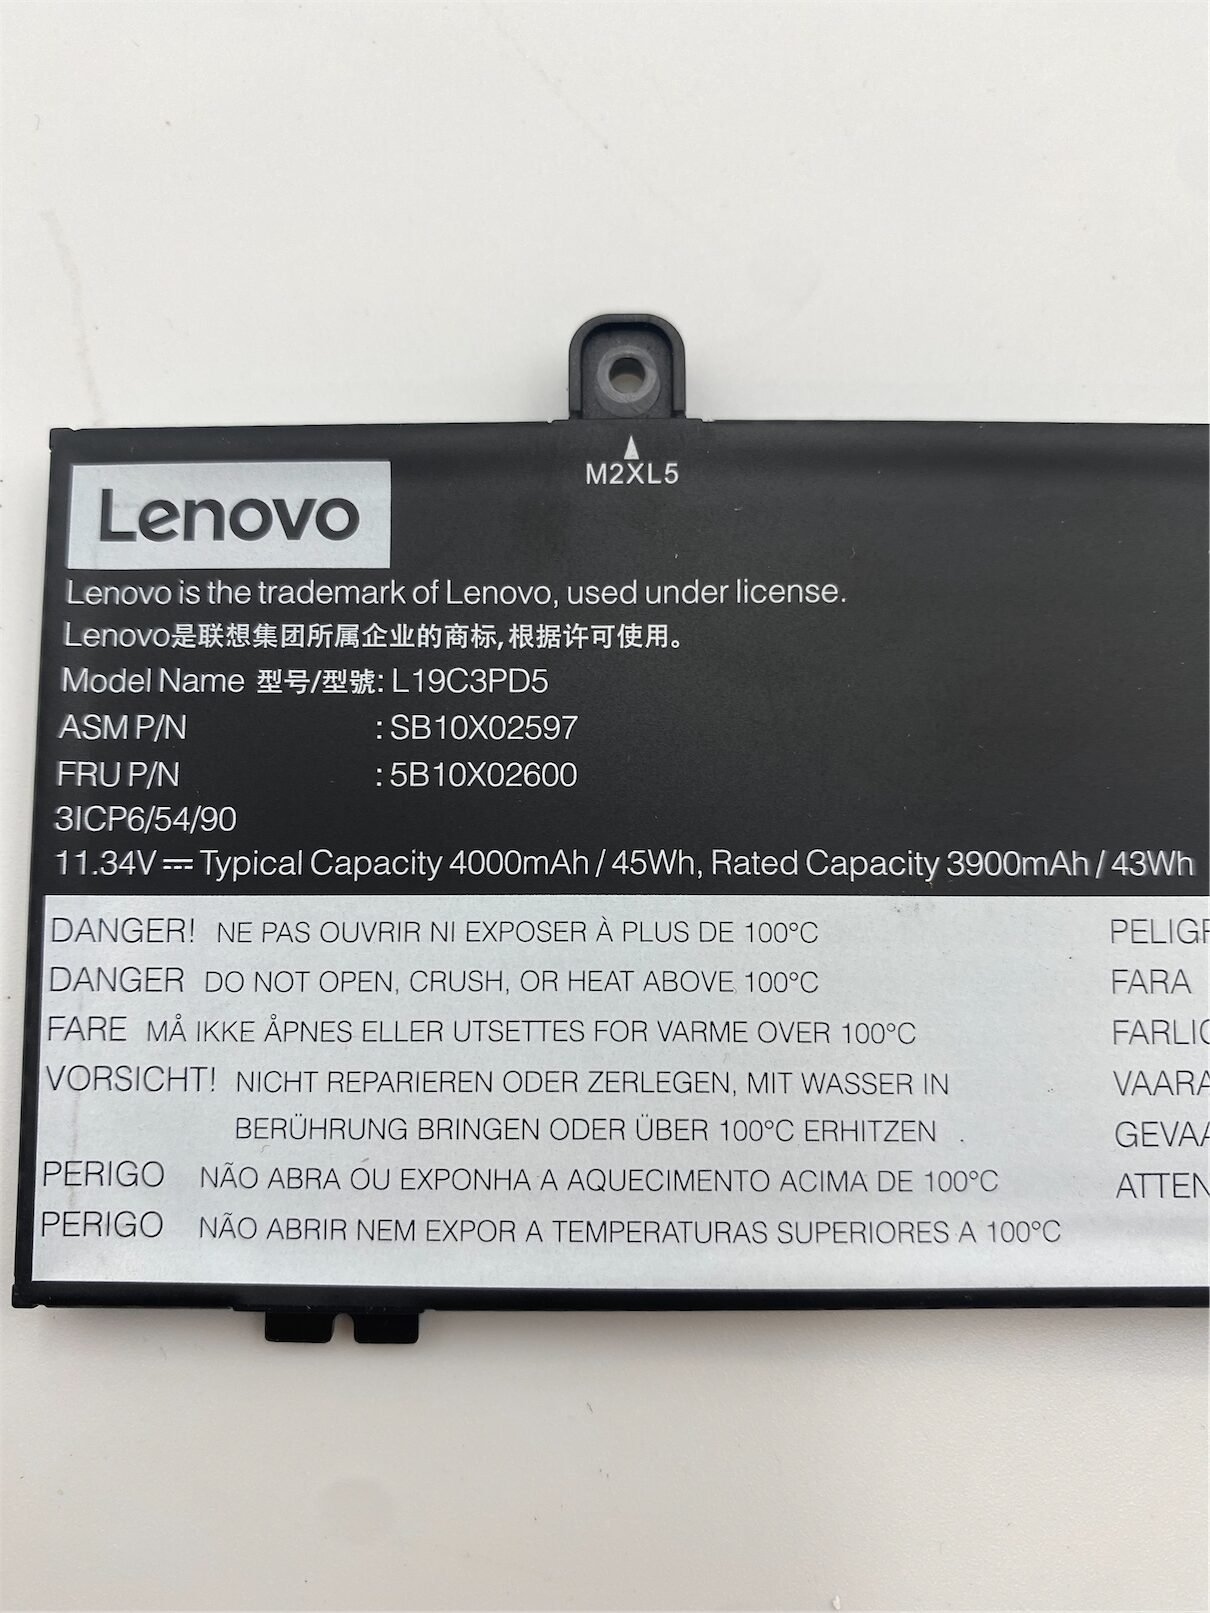 M2XL5
Lenovo
Lenovo is the trademark of Lenovo, used under license.
Lenovo是联想集团所属企业的商标,根据许可使用。
Model Name 型号/型號: L19C3PD5
ASM P/N : SB10X02597
FRU P/N : 5B10X02600
3ICP6/54/90
11.34V⎓ Typical Capacity 4000mAh / 45Wh, Rated Capacity 3900mAh / 43Wh
DANGER! NE PAS OUVRIR NI EXPOSER À PLUS DE 100°C
DANGER DO NOT OPEN, CRUSH, OR HEAT ABOVE 100°C
FARE MÅ IKKE ÅPNES ELLER UTSETTES FOR VARME OVER 100°C
VORSICHT! NICHT REPARIEREN ODER ZERLEGEN, MIT WASSER IN
BERÜHRUNG BRINGEN ODER ÜBER 100°C ERHITZEN .
PERIGO NÃO ABRA OU EXPONHA A AQUECIMENTO ACIMA DE 100°C
PERIGO NÃO ABRIR NEM EXPOR A TEMPERATURAS SUPERIORES A 100°C
FARA